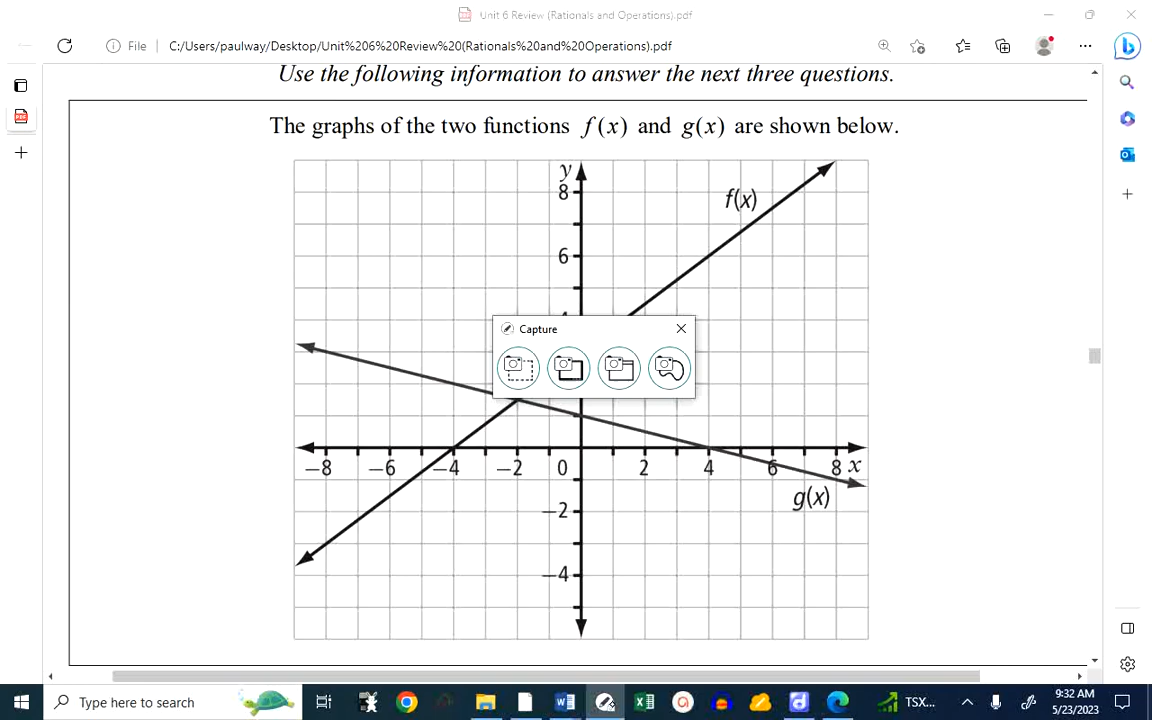 Unit 6 Review (Rationals and Operations).pdf
File | C:/Users/paulway/Desktop/Unit%206%20Review%20(Rationals%20and%20Operations).pdf
Use the following information to answer the next three questions.
The graphs of the two functions f(x) and g(x) are shown below.
y
8
f(x)
6
Capture
−8 −6 −4 −2 0 2 4 6 8 x
g(x)
−2
−4
Type here to search
TSX...
9:32 AM
5/23/2023